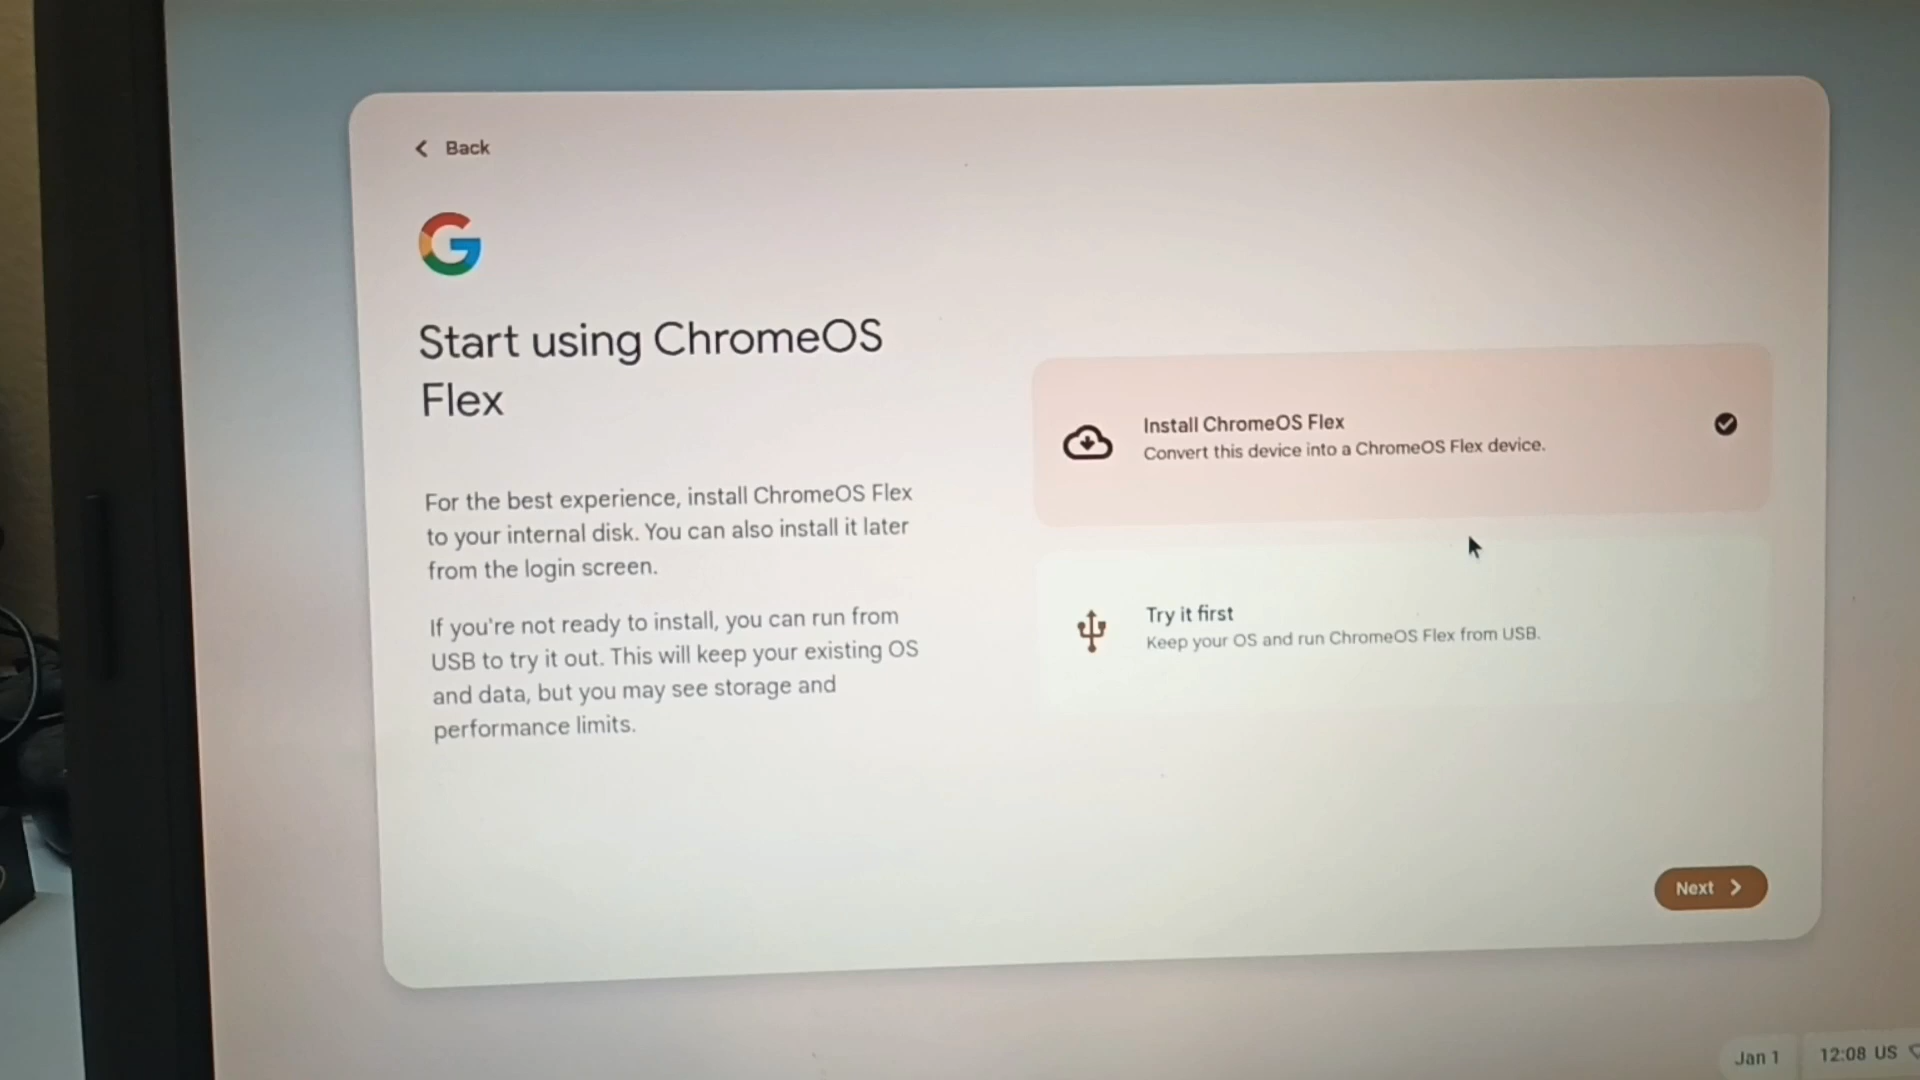 Back
Start using ChromeOS
Flex
For the best experience, install ChromeOS Flex
to your internal disk. You can also install it later
from the login screen.
If you're not ready to install, you can run from
USB to try it out. This will keep your existing OS
and data, but you may see storage and
performance limits.
Install ChromeOS Flex
Convert this device into a ChromeOS Flex device.
Try it first
Keep your OS and run ChromeOS Flex from USB.
Next
Jan 1
12:08 US